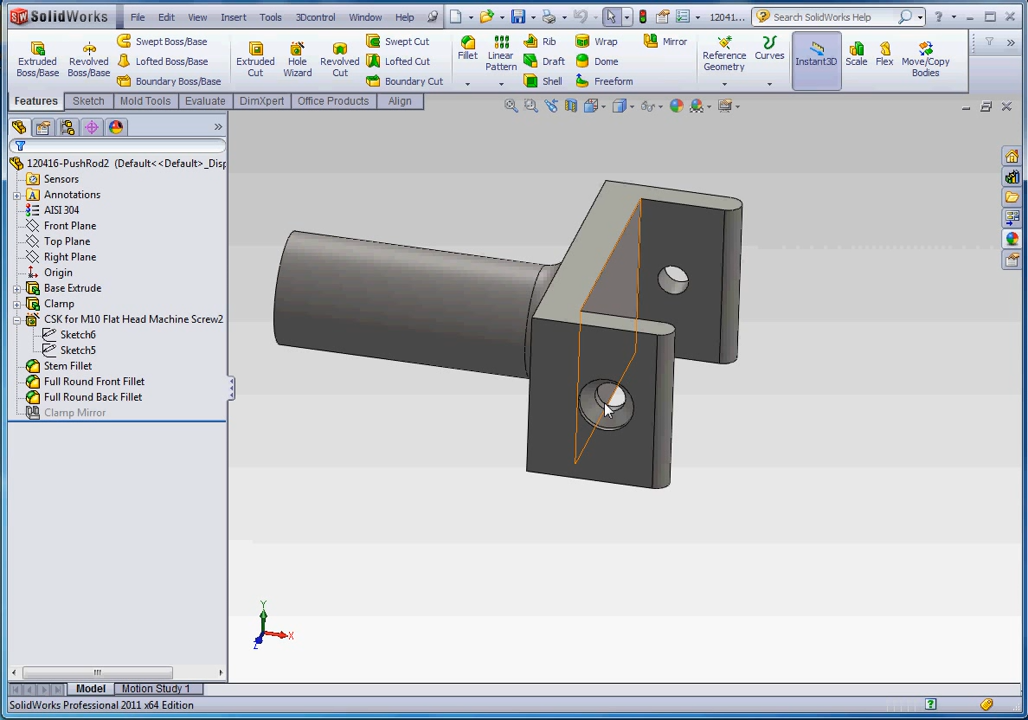 SolidWorks File Edit View Insert Tools 3Dcontrol Window Help 12041... Search SolidWorks Help
Extruded Boss/Base
Revolved Boss/Base
Swept Boss/Base
Lofted Boss/Base
Boundary Boss/Base
Extruded Cut
Hole Wizard
Revolved Cut
Swept Cut
Lofted Cut
Boundary Cut
Fillet
Linear Pattern
Rib
Draft
Shell
Wrap
Dome
Freeform
Mirror
Reference Geometry
Curves
Instant3D
Scale
Flex
Move/Copy Bodies
Features Sketch Mold Tools Evaluate DimXpert Office Products Align
120416-PushRod2 (Default<<Default>_Disp
Sensors
Annotations
AISI 304
Front Plane
Top Plane
Right Plane
Origin
Base Extrude
Clamp
CSK for M10 Flat Head Machine Screw2
Sketch6
Sketch5
Stem Fillet
Full Round Front Fillet
Full Round Back Fillet
Clamp Mirror
Y
X
Z
Model Motion Study 1
SolidWorks Professional 2011 x64 Edition